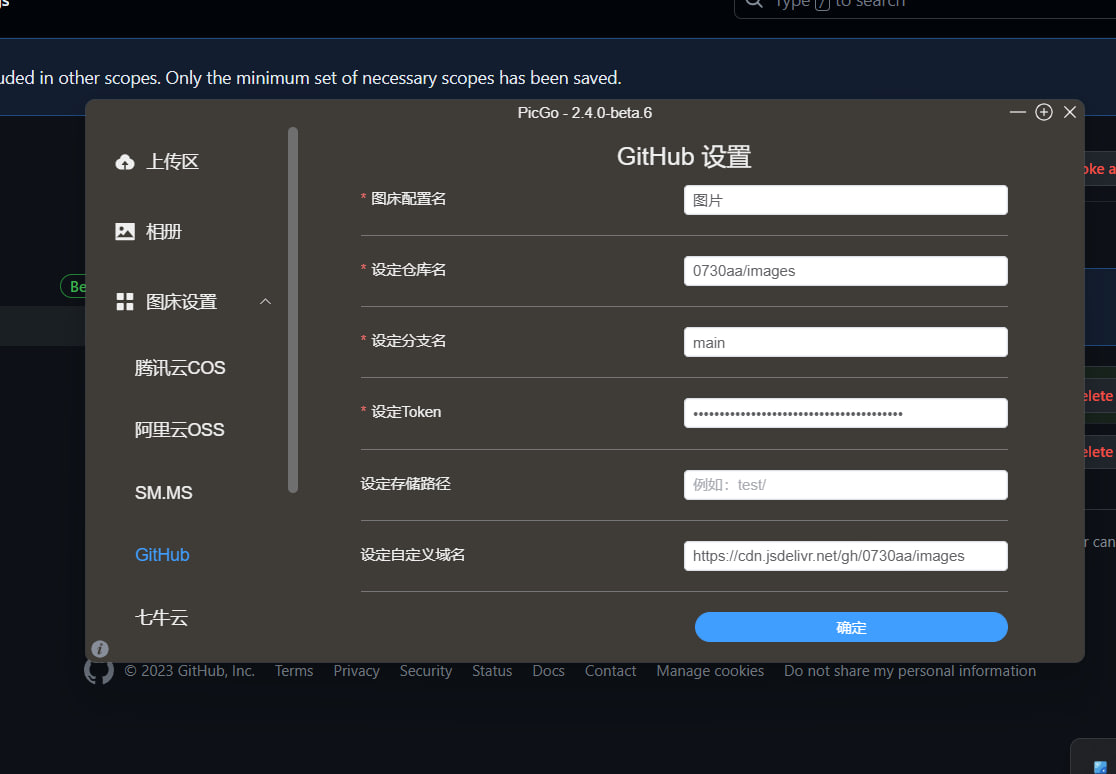 Type / to search
uded in other scopes. Only the minimum set of necessary scopes has been saved.
PicGo - 2.4.0-beta.6
上传区
相册
图床设置
腾讯云COS
阿里云OSS
SM.MS
GitHub
七牛云
GitHub 设置
* 图床配置名
图片
* 设定仓库名
0730aa/images
* 设定分支名
main
* 设定Token
••••••••••••••••••••••••••••••••••••••••
设定存储路径
例如：test/
设定自定义域名
https://cdn.jsdelivr.net/gh/0730aa/images
确定
Be
oke a
elete
elete
r can
© 2023 GitHub, Inc. Terms Privacy Security Status Docs Contact Manage cookies Do not share my personal information